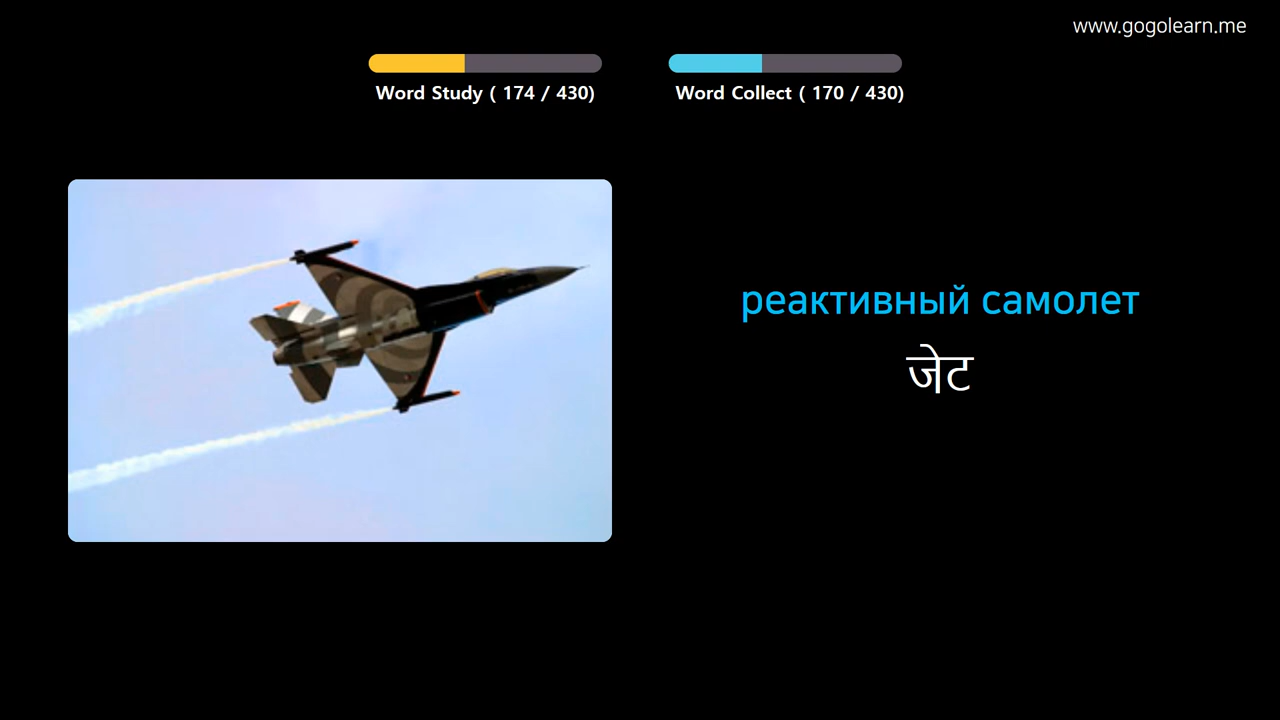 www.gogolearn.me
Word Study ( 174 / 430)
Word Collect ( 170 / 430)
реактивный самолет
जेट